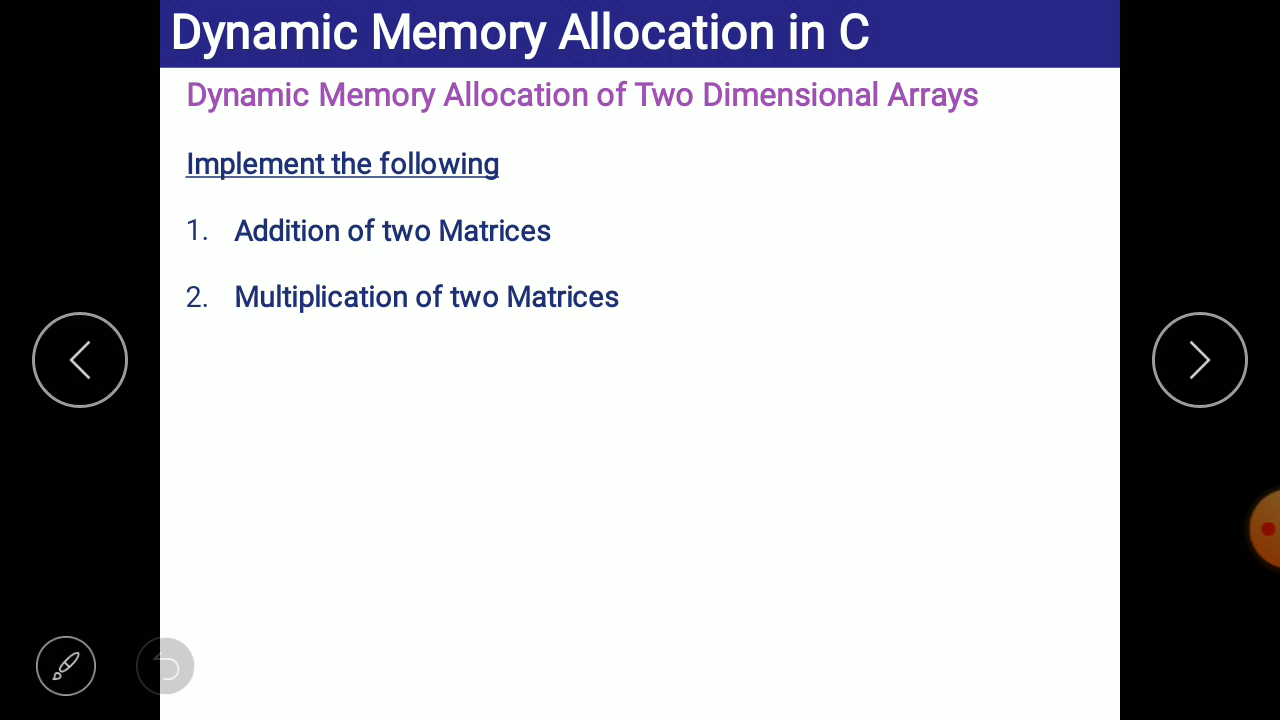 Dynamic Memory Allocation in C
Dynamic Memory Allocation of Two Dimensional Arrays
Implement the following
1. Addition of two Matrices
2. Multiplication of two Matrices